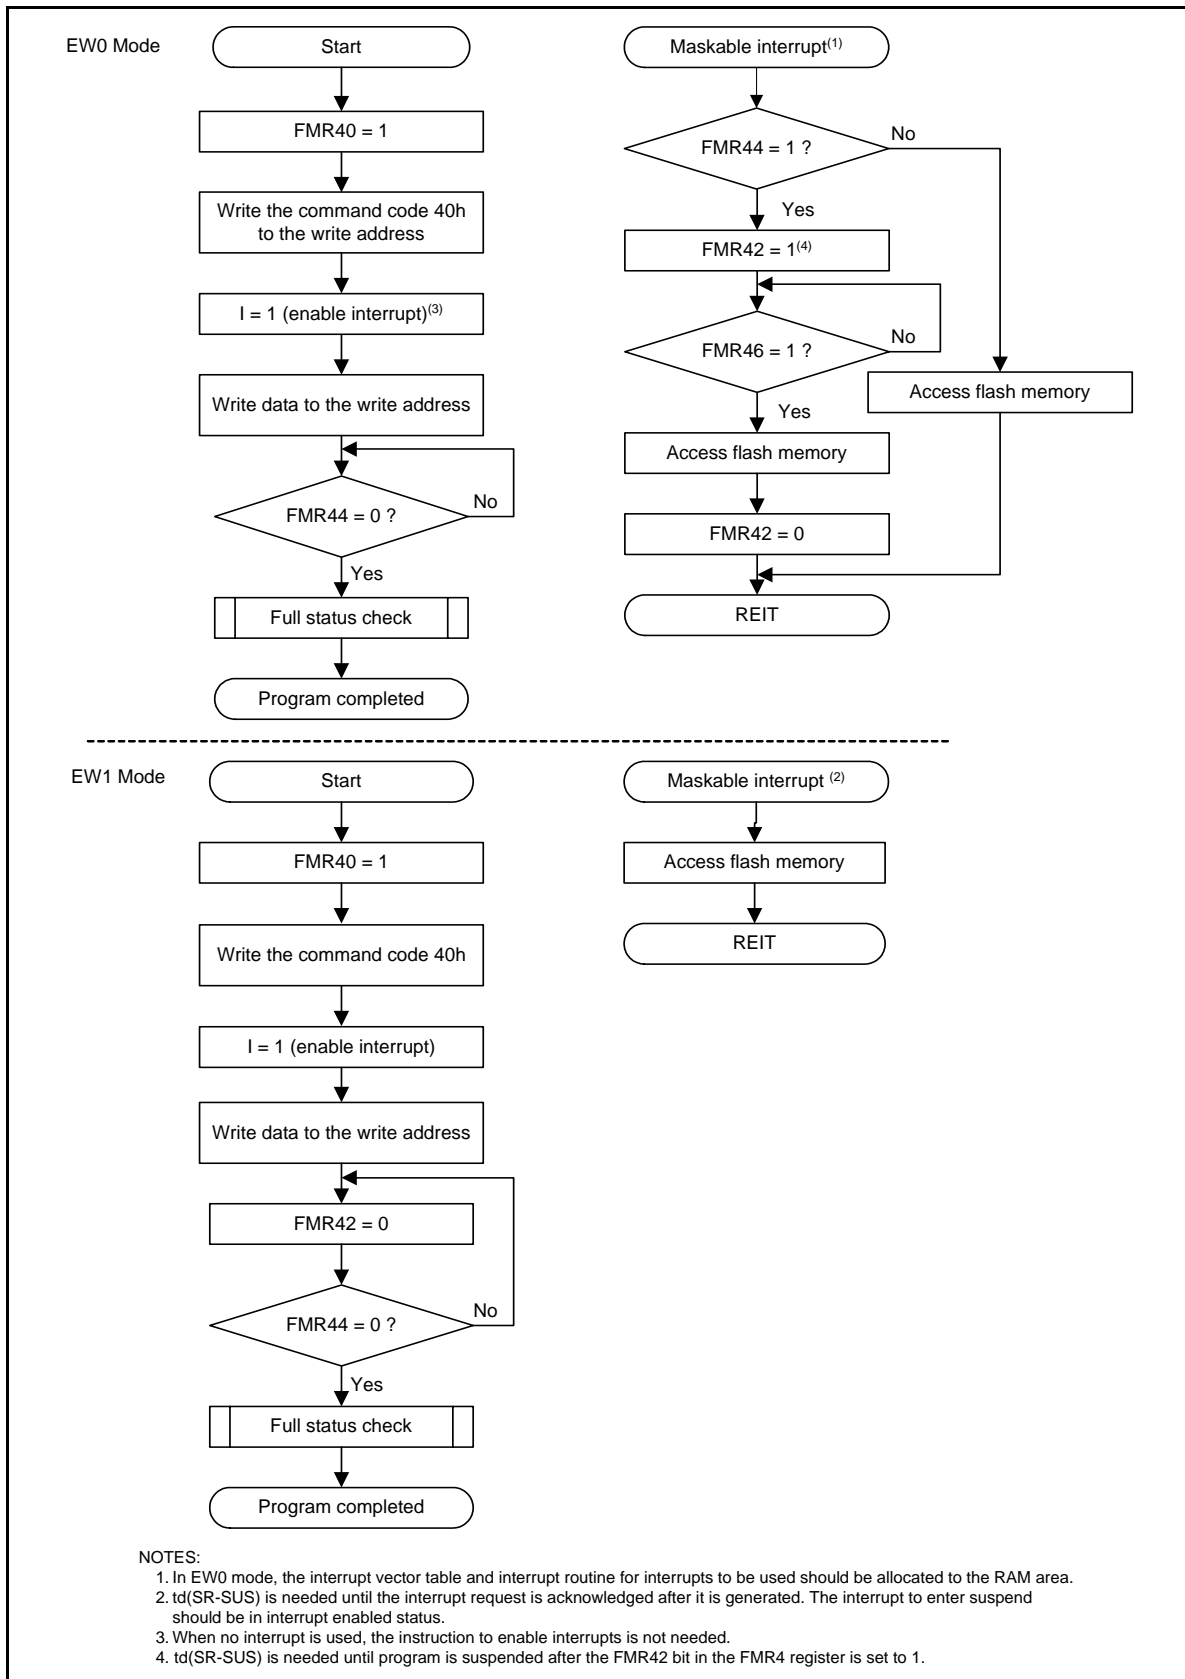 EW0 Mode
Start
FMR40 = 1
Write the command code 40h
to the write address
I = 1 (enable interrupt)(3)
Write data to the write address
FMR44 = 0 ?
No
Yes
Full status check
Program completed
Maskable interrupt(1)
FMR44 = 1 ?
No
Yes
FMR42 = 1(4)
FMR46 = 1 ?
No
Yes
Access flash memory
Access flash memory
FMR42 = 0
REIT
EW1 Mode
Start
FMR40 = 1
Write the command code 40h
I = 1 (enable interrupt)
Write data to the write address
FMR42 = 0
FMR44 = 0 ?
No
Yes
Full status check
Program completed
Maskable interrupt (2)
Access flash memory
REIT
NOTES:
1. In EW0 mode, the interrupt vector table and interrupt routine for interrupts to be used should be allocated to the RAM area.
2. td(SR-SUS) is needed until the interrupt request is acknowledged after it is generated. The interrupt to enter suspend
should be in interrupt enabled status.
3. When no interrupt is used, the instruction to enable interrupts is not needed.
4. td(SR-SUS) is needed until program is suspended after the FMR42 bit in the FMR4 register is set to 1.